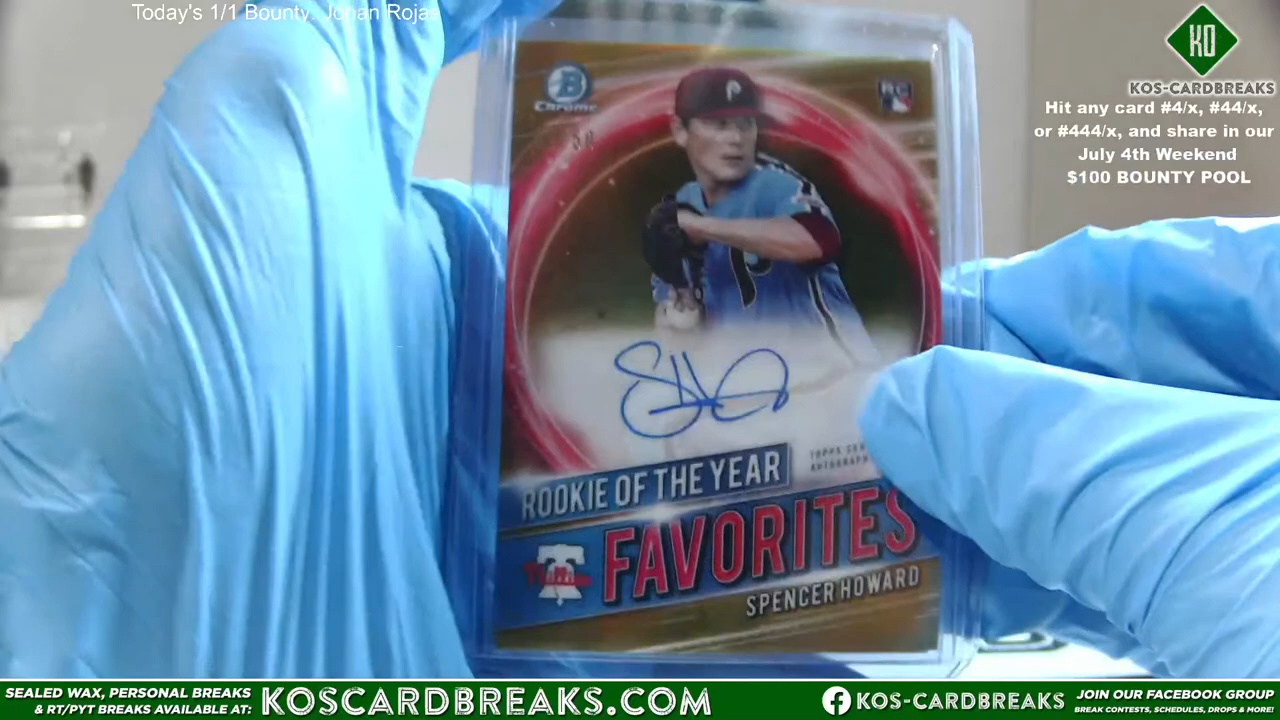 Today's 1/1 Bounty: Johan Rojas
KO
KOS-CARDBREAKS
Hit any card #4/x, #44/x,
or #444/x, and share in our
July 4th Weekend
$100 BOUNTY POOL
B
Chrome
RC
P
P
TOPPS
AUTOGRAPH
ROOKIE OF THE YEAR
FAVORITES
Phillies
SPENCER HOWARD
SEALED WAX, PERSONAL BREAKS
& RT/PYT BREAKS AVAILABLE AT:
KOSCARDBREAKS.COM
f KOS-CARDBREAKS
JOIN OUR FACEBOOK GROUP
BREAK CONTESTS, SCHEDULES, DROPS & MORE!